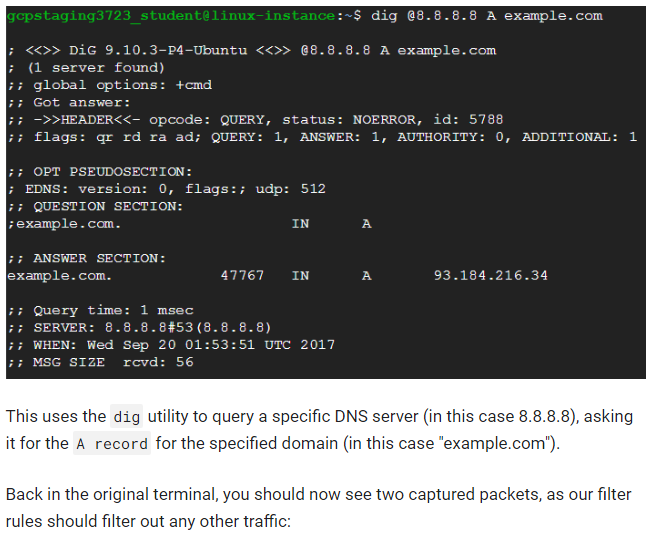 gcpstaging3723_student@linux-instance:~$ dig @8.8.8.8 A example.com
; <<>> DiG 9.10.3-P4-Ubuntu <<>> @8.8.8.8 A example.com
; (1 server found)
;; global options: +cmd
;; Got answer:
;; ->>HEADER<<- opcode: QUERY, status: NOERROR, id: 5788
;; flags: qr rd ra ad; QUERY: 1, ANSWER: 1, AUTHORITY: 0, ADDITIONAL: 1
;; OPT PSEUDOSECTION:
; EDNS: version: 0, flags:; udp: 512
;; QUESTION SECTION:
;example.com. IN A
;; ANSWER SECTION:
example.com. 47767 IN A 93.184.216.34
;; Query time: 1 msec
;; SERVER: 8.8.8.8#53(8.8.8.8)
;; WHEN: Wed Sep 20 01:53:51 UTC 2017
;; MSG SIZE rcvd: 56
This uses the dig utility to query a specific DNS server (in this case 8.8.8.8), asking
it for the A record for the specified domain (in this case "example.com").
Back in the original terminal, you should now see two captured packets, as our filter
rules should filter out any other traffic: